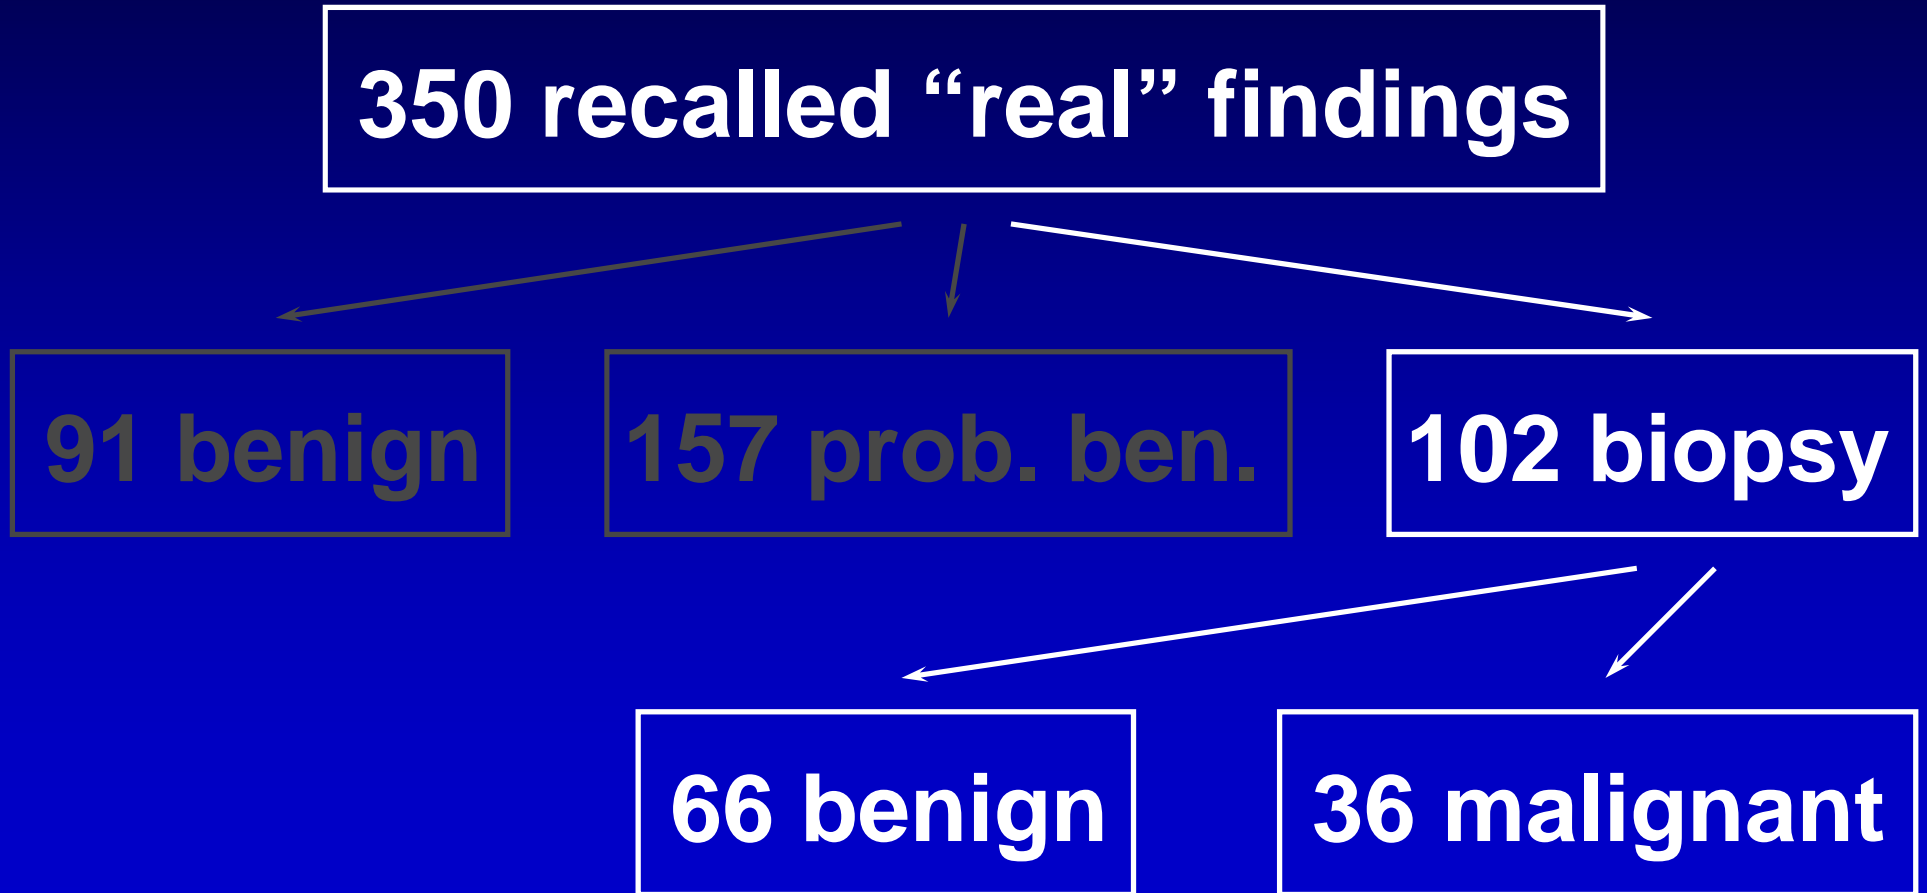 350 recalled “real” findings
91 benign
157 prob. ben.
102 biopsy
66 benign
36 malignant